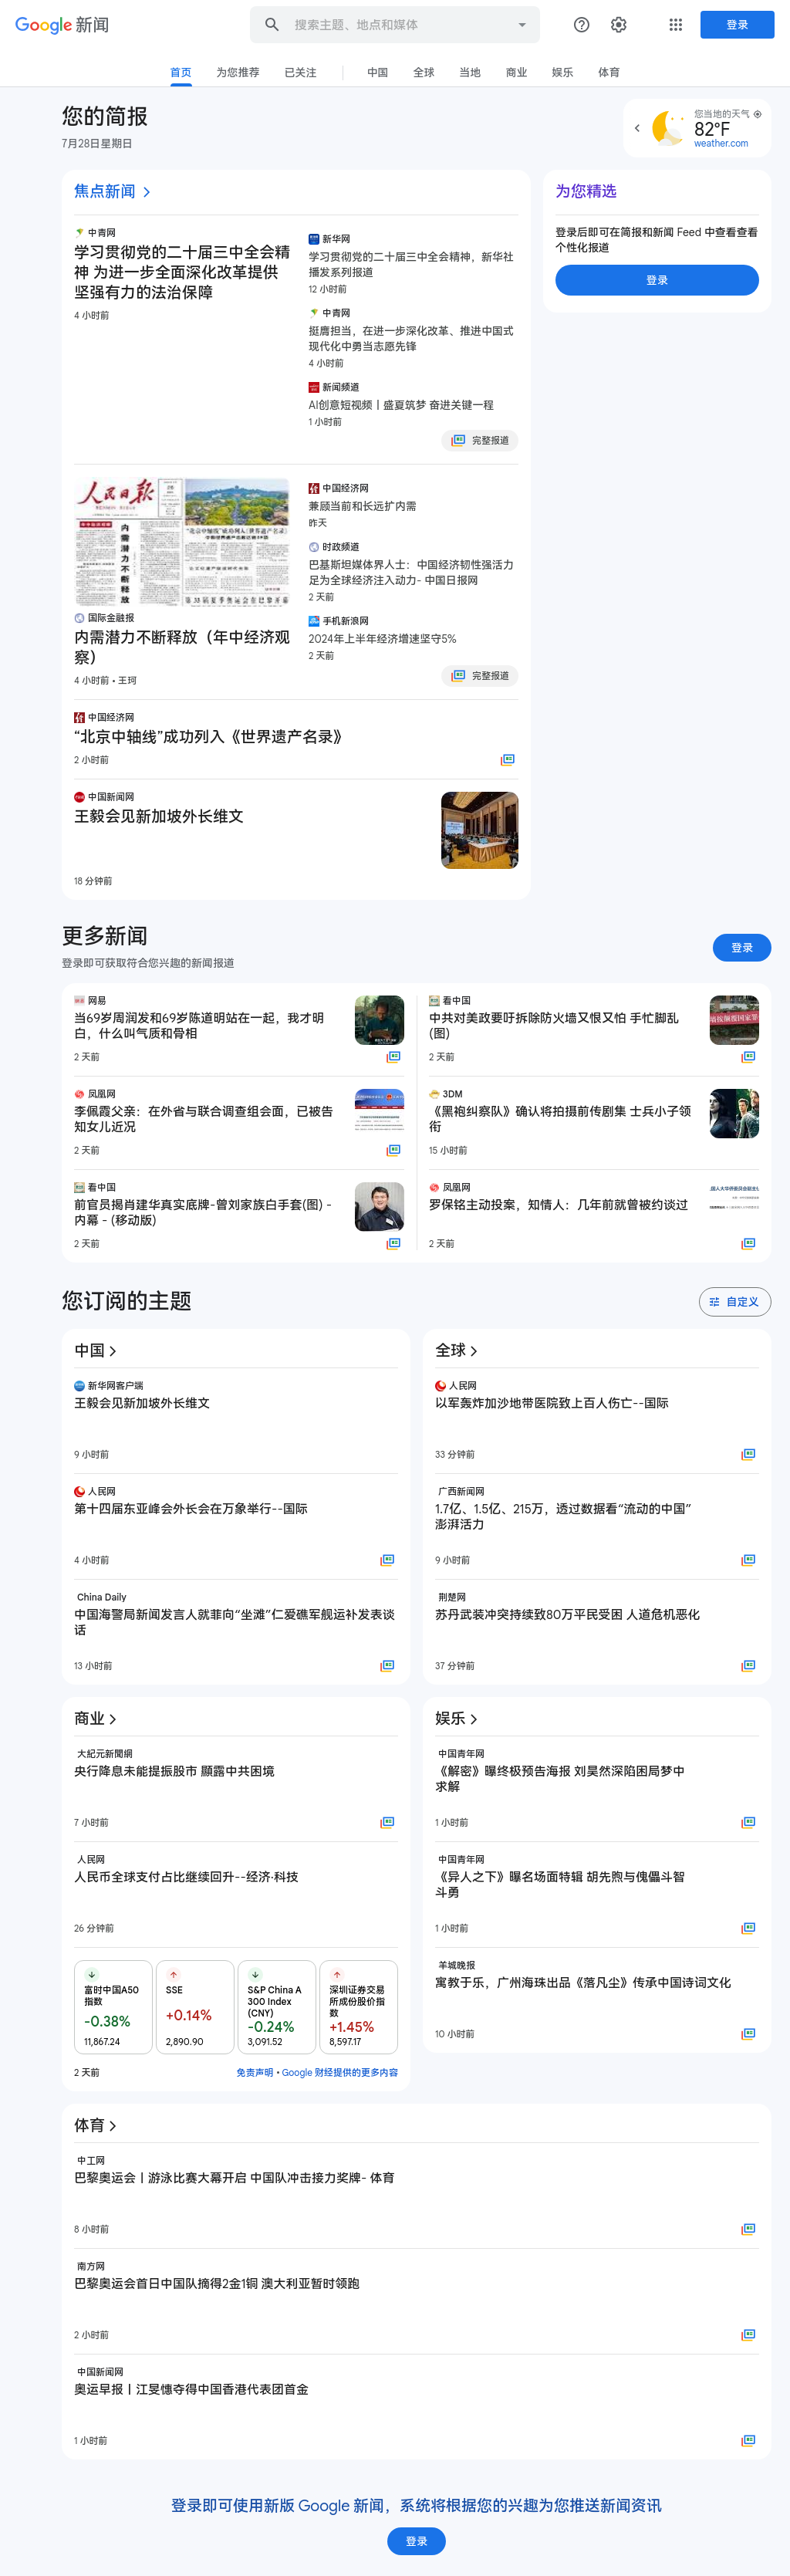 Google 新闻
搜索主题、地点和媒体
登录
首页
为您推荐
已关注
中国
全球
当地
商业
娱乐
体育
您的简报
7月28日星期日
您当地的天气
82°F
weather.com
焦点新闻
中青网
学习贯彻党的二十届三中全会精
神 为进一步全面深化改革提供
坚强有力的法治保障
4 小时前
新华网
学习贯彻党的二十届三中全会精神，新华社
播发系列报道
12 小时前
中青网
挺膺担当，在进一步深化改革、推进中国式
现代化中勇当志愿先锋
4 小时前
新闻频道
AI创意短视频丨盛夏筑梦 奋进关键一程
1 小时前
完整报道
为您精选
登录后即可在简报和新闻 Feed 中查看查看
个性化报道
登录
人民日报
内需潜力不断释放
国际金融报
内需潜力不断释放（年中经济观
察）
4 小时前 • 王珂
中国经济网
兼顾当前和长远扩内需
昨天
时政频道
巴基斯坦媒体界人士：中国经济韧性强活力
足为全球经济注入动力- 中国日报网
2 天前
手机新浪网
2024年上半年经济增速坚守5%
2 天前
完整报道
中国经济网
“北京中轴线”成功列入《世界遗产名录》
2 小时前
中国新闻网
王毅会见新加坡外长维文
18 分钟前
更多新闻
登录即可获取符合您兴趣的新闻报道
登录
网易
当69岁周润发和69岁陈道明站在一起，我才明
白，什么叫气质和骨相
2 天前
看中国
中共对美政要吁拆除防火墙又恨又怕 手忙脚乱
(图)
2 天前
凤凰网
李佩霞父亲：在外省与联合调查组会面，已被告
知女儿近况
2 天前
3DM
《黑袍纠察队》确认将拍摄前传剧集 士兵小子领
衔
15 小时前
看中国
前官员揭肖建华真实底牌-曾刘家族白手套(图) -
内幕 - (移动版)
2 天前
凤凰网
罗保铭主动投案，知情人：几年前就曾被约谈过
2 天前
您订阅的主题
自定义
中国
新华网客户端
王毅会见新加坡外长维文
9 小时前
人民网
第十四届东亚峰会外长会在万象举行--国际
4 小时前
China Daily
中国海警局新闻发言人就菲向“坐滩”仁爱礁军舰运补发表谈
话
13 小时前
全球
人民网
以军轰炸加沙地带医院致上百人伤亡--国际
33 分钟前
广西新闻网
1.7亿、1.5亿、215万，透过数据看“流动的中国”
澎湃活力
9 小时前
荆楚网
苏丹武装冲突持续致80万平民受困 人道危机恶化
37 分钟前
商业
大紀元新聞網
央行降息未能提振股市 顯露中共困境
7 小时前
人民网
人民币全球支付占比继续回升--经济·科技
26 分钟前
富时中国A50
指数
-0.38%
11,867.24
SSE
+0.14%
2,890.90
S&P China A
300 Index
(CNY)
-0.24%
3,091.52
深圳证券交易
所成份股价指
数
+1.45%
8,597.17
2 天前
免责声明 • Google 财经提供的更多内容
娱乐
中国青年网
《解密》曝终极预告海报 刘昊然深陷困局梦中
求解
1 小时前
中国青年网
《异人之下》曝名场面特辑 胡先煦与傀儡斗智
斗勇
1 小时前
羊城晚报
寓教于乐，广州海珠出品《落凡尘》传承中国诗词文化
10 小时前
体育
中工网
巴黎奥运会丨游泳比赛大幕开启 中国队冲击接力奖牌- 体育
8 小时前
南方网
巴黎奥运会首日中国队摘得2金1铜 澳大利亚暂时领跑
2 小时前
中国新闻网
奥运早报丨江旻憓夺得中国香港代表团首金
1 小时前
登录即可使用新版 Google 新闻，系统将根据您的兴趣为您推送新闻资讯
登录